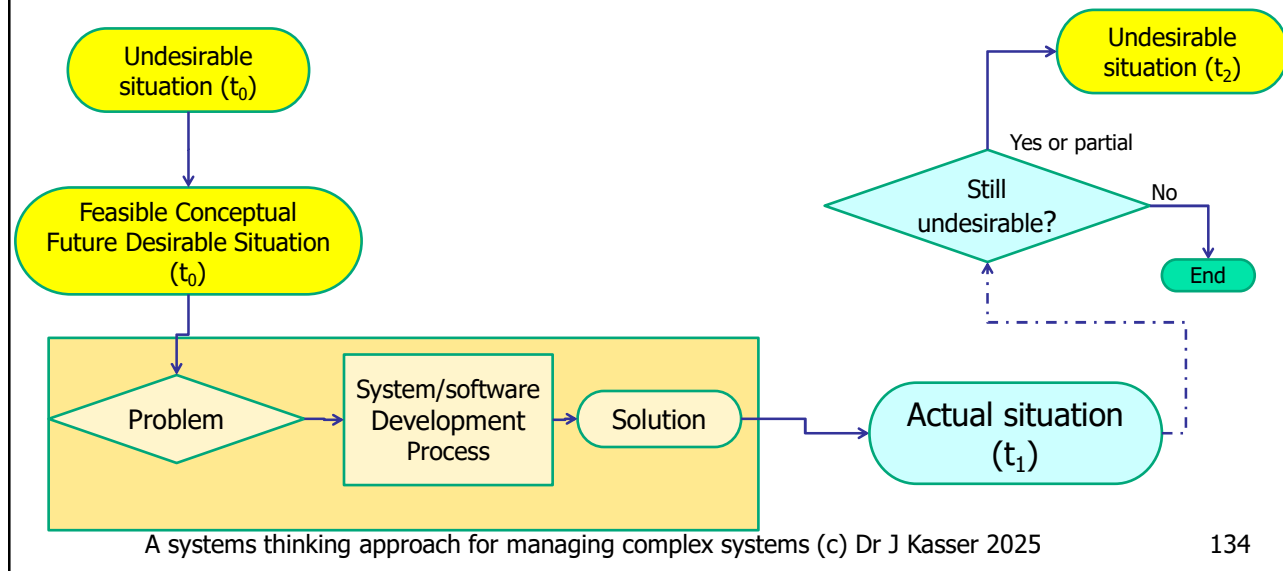 Undesirable
situation (t₀)
Feasible Conceptual
Future Desirable Situation
(t₀)
Problem
System/software
Development
Process
Solution
Actual situation
(t₁)
Still
undesirable?
Yes or partial
No
End
Undesirable
situation (t₂)
A systems thinking approach for managing complex systems (c) Dr J Kasser 2025
134